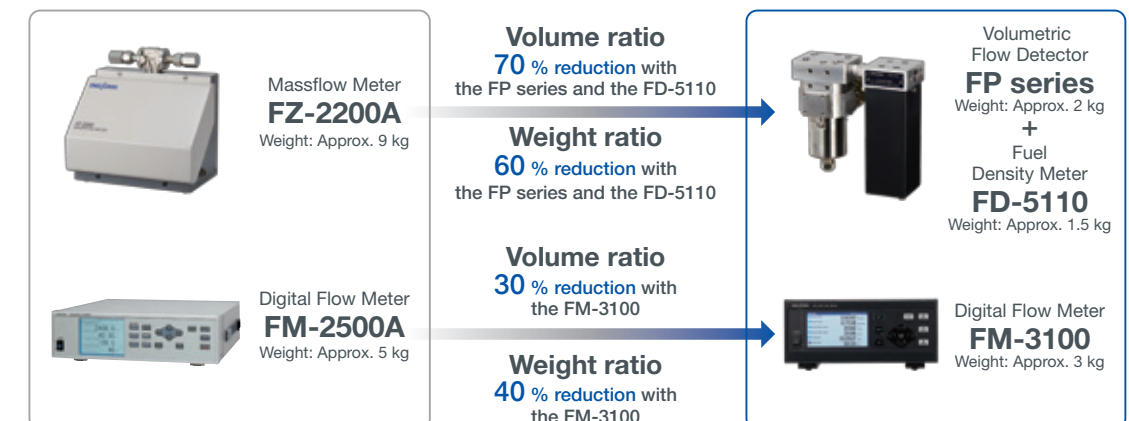 Massflow Meter
FZ-2200A
Weight: Approx. 9 kg
Volume ratio
70 % reduction with
the FP series and the FD-5110
Weight ratio
60 % reduction with
the FP series and the FD-5110
Volumetric
Flow Detector
FP series
Weight: Approx. 2 kg
+
Fuel
Density Meter
FD-5110
Weight: Approx. 1.5 kg
Digital Flow Meter
FM-2500A
Weight: Approx. 5 kg
Volume ratio
30 % reduction with
the FM-3100
Weight ratio
40 % reduction with
the FM-3100
Digital Flow Meter
FM-3100
Weight: Approx. 3 kg